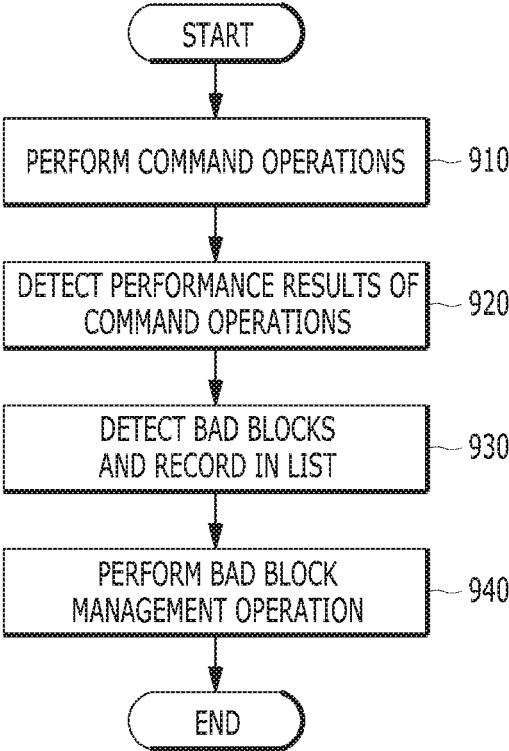 START
PERFORM COMMAND OPERATIONS
910
DETECT PERFORMANCE RESULTS OF
COMMAND OPERATIONS
920
DETECT BAD BLOCKS
AND RECORD IN LIST
930
PERFORM BAD BLOCK
MANAGEMENT OPERATION
940
END